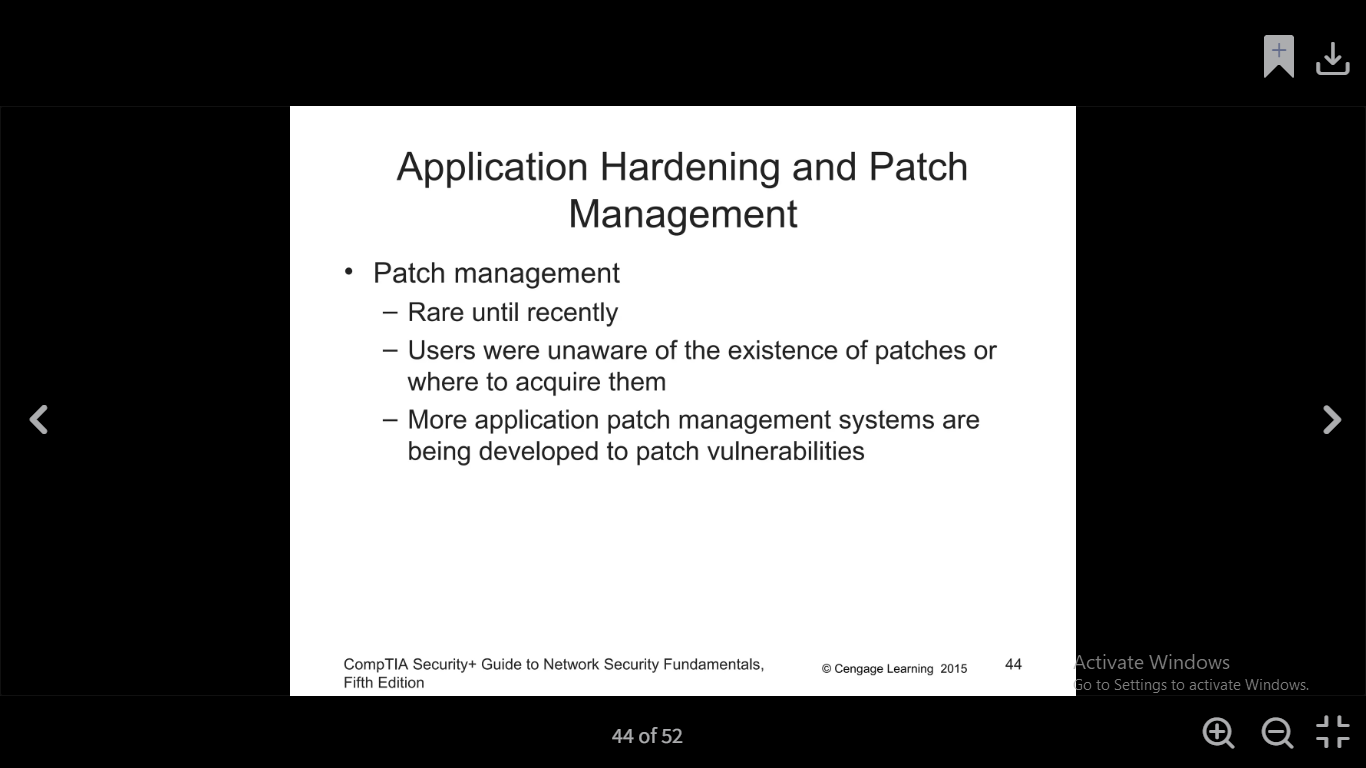 Application Hardening and Patch
Management
• Patch management
– Rare until recently
– Users were unaware of the existence of patches or
where to acquire them
– More application patch management systems are
being developed to patch vulnerabilities
CompTIA Security+ Guide to Network Security Fundamentals,
Fifth Edition
© Cengage Learning 2015
44
Activate Windows
Go to Settings to activate Windows.
44 of 52